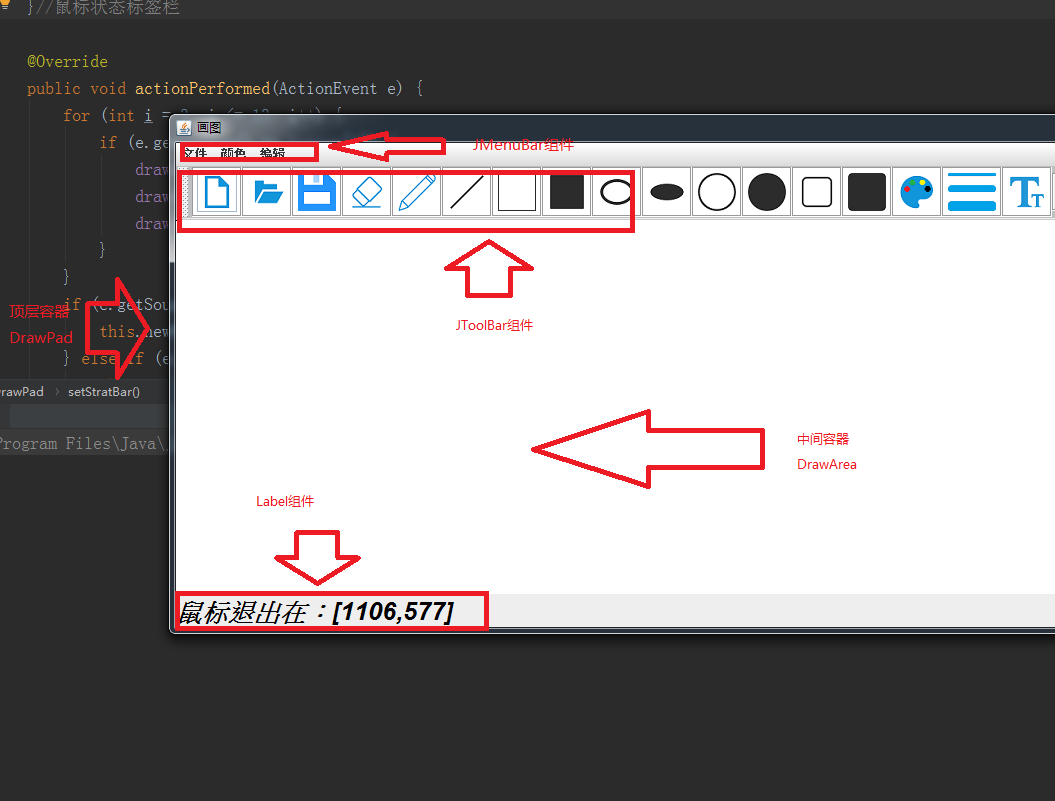 }//鼠标状态标签栏
@Override
public void actionPerformed(ActionEvent e) {
for (int i =
画图
if (e.ge
文件 颜色 编辑
JMenuBar组件
draw
draw
draw
T
}
}
if (e.getSou
顶层容器
JToolBar组件
this.new
DrawPad
} else if (e
rawPad > setStratBar()
中间容器
Program Files\Java\
DrawArea
Label组件
鼠标退出在：[1106,577]